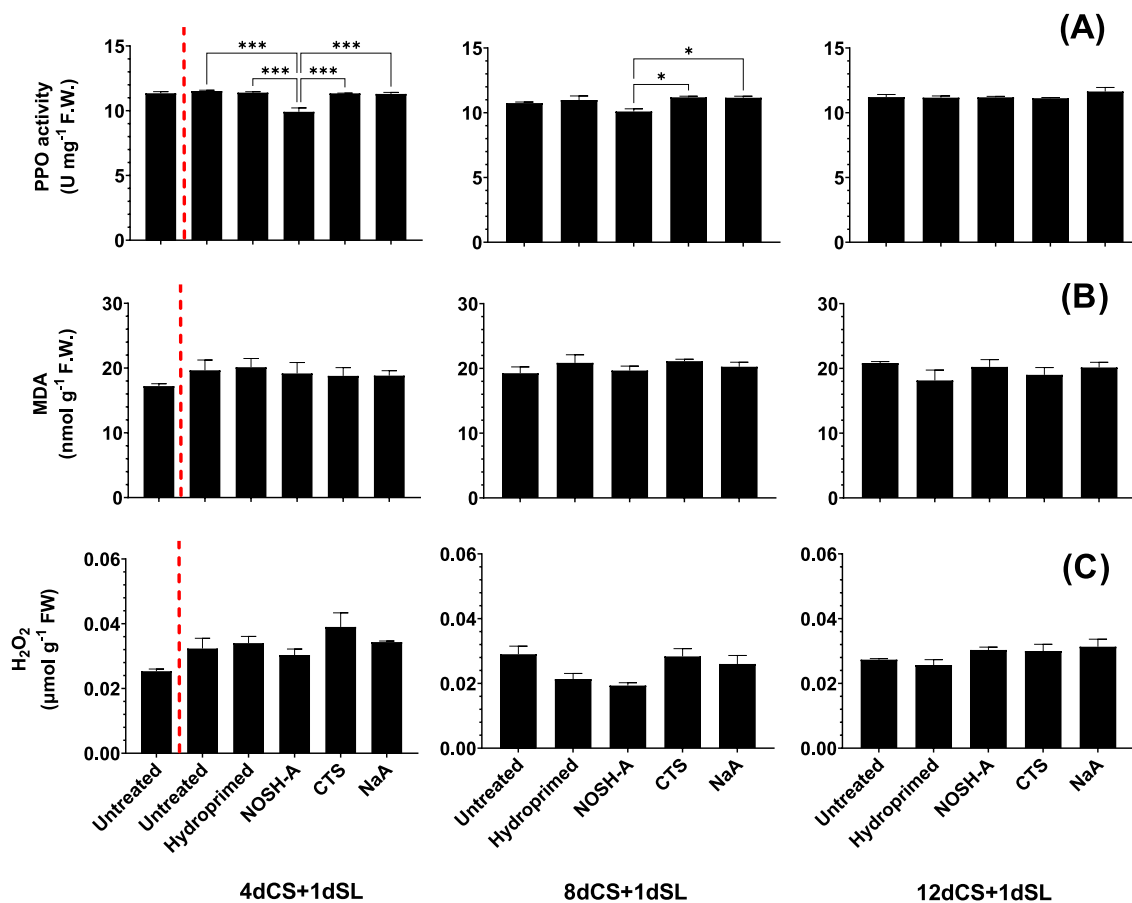 (A)
PPO activity
(U mg⁻¹ F.W.)
15
10
5
0
***
***
***
***
15
10
5
0
*
*
15
10
5
0
(B)
MDA
(nmol g⁻¹ F.W.)
30
20
10
0
30
20
10
0
30
20
10
0
(C)
H₂O₂
(μmol g⁻¹ FW)
0.06
0.04
0.02
0.00
0.06
0.04
0.02
0.00
0.06
0.04
0.02
0.00
Untreated
Untreated
Hydroprimed
NOSH-A
CTS
NaA
Untreated
Hydroprimed
NOSH-A
CTS
NaA
Untreated
Hydroprimed
NOSH-A
CTS
NaA
4dCS+1dSL
8dCS+1dSL
12dCS+1dSL